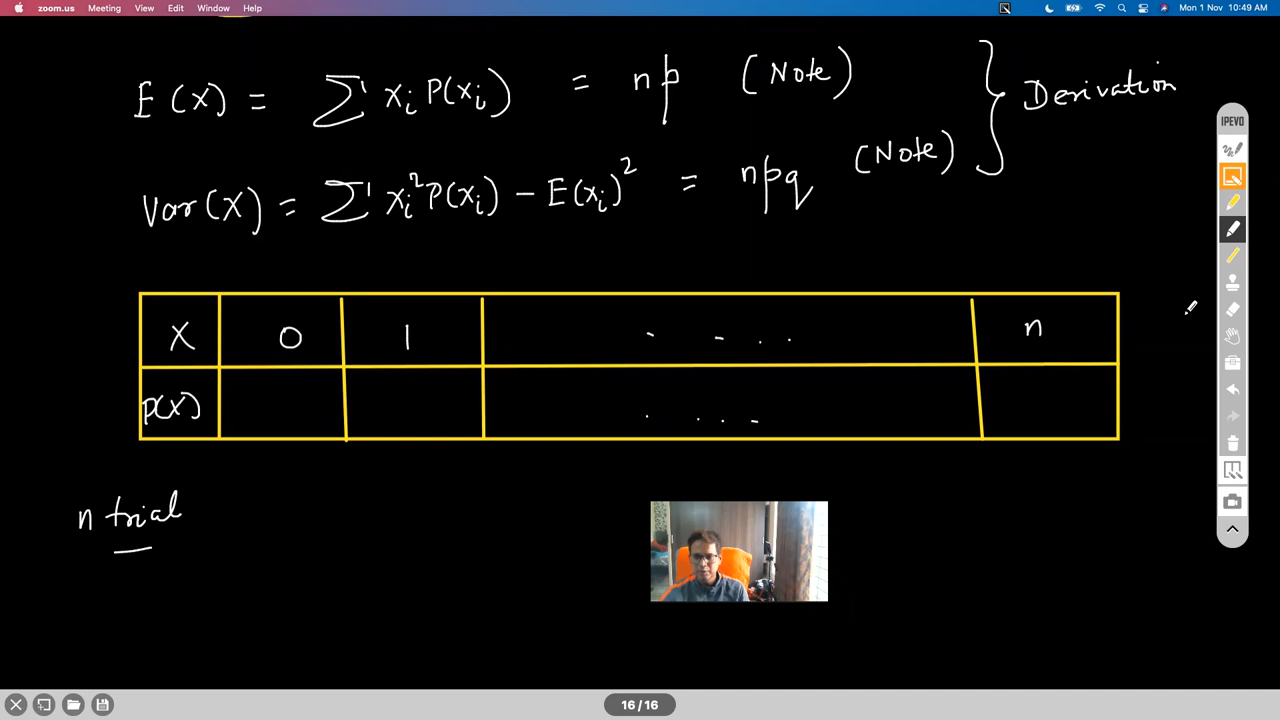 zoom.us Meeting View Edit Window Help Mon 1 Nov 10:49 AM
E(X) = ∑ xi P(xi) = np (Note) } Derivation
Var(X) = ∑ xi² P(xi) − E(xi)² = npq (Note)
IPEVO
X 0 1 . . . . n
P(X) . . . .
n trial
16/16